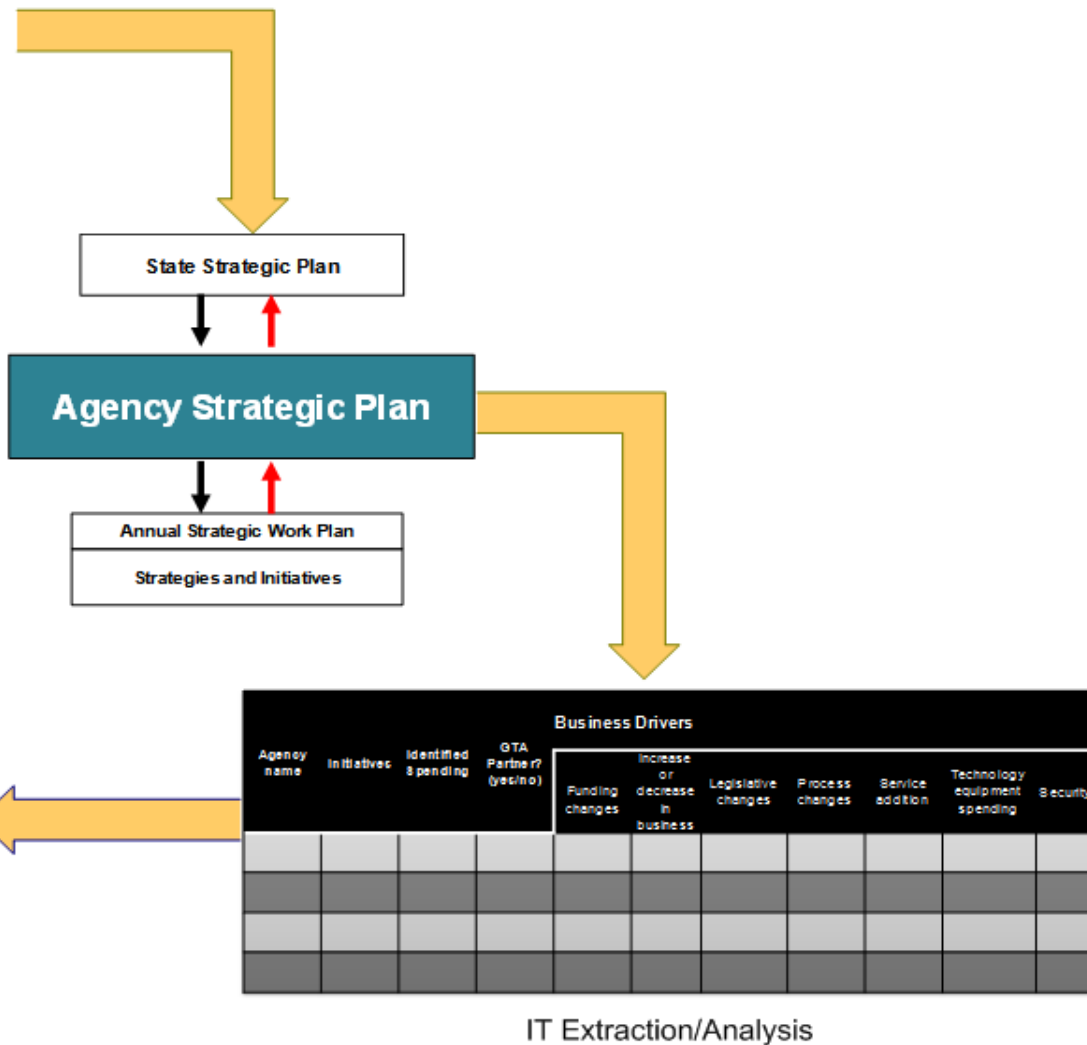 State Strategic Plan
Agency Strategic Plan
Annual Strategic Work Plan
Strategies and Initiatives
Business Drivers
Agency
name
Initiatives
Identified
Spending
GTA
Partner?
(yes/no)
Funding
changes
Increase
or
decrease
in
business
Legislative
changes
Process
changes
Service
addition
Technology
equipment
spending
Security
IT Extraction/Analysis